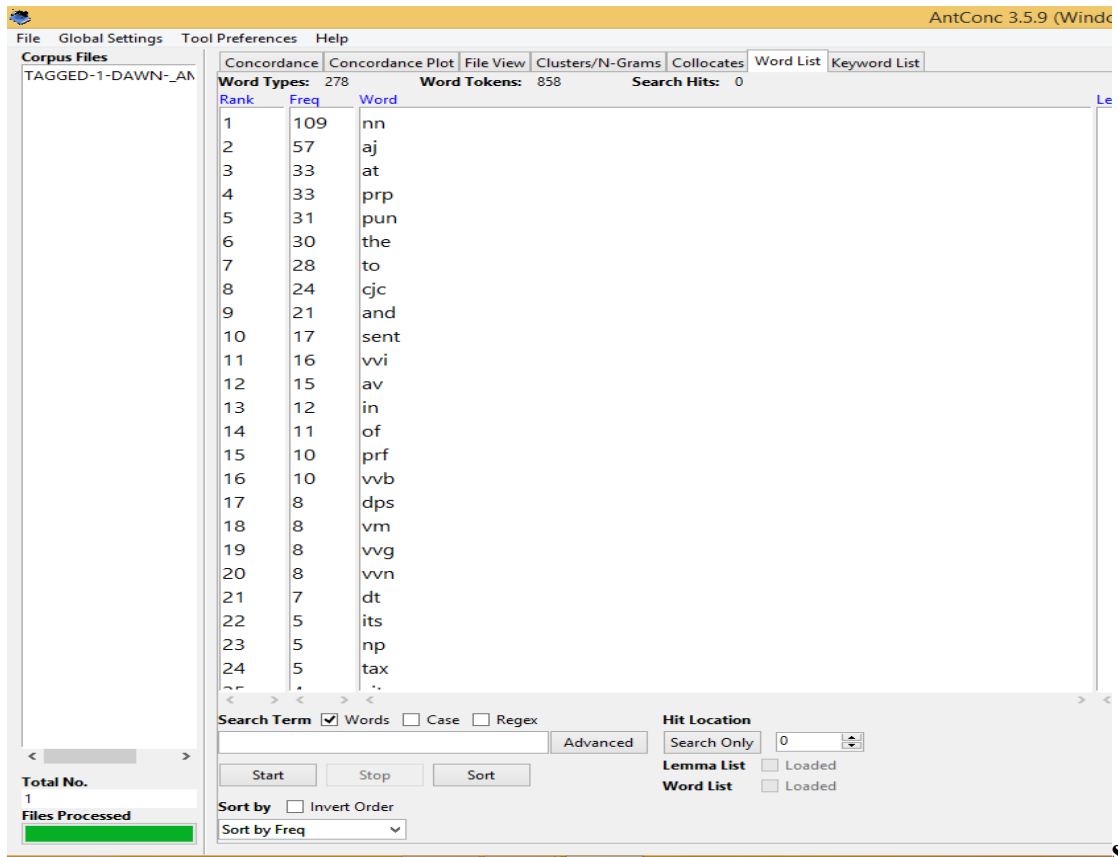 AntConc 3.5.9 (Windo
File Global Settings Tool Preferences Help
Corpus Files
TAGGED-1-DAWN-_AN
Concordance Concordance Plot File View Clusters/N-Grams Collocates Word List Keyword List
Word Types: 278 Word Tokens: 858 Search Hits: 0
Rank Freq Word Le
1 109 nn
2 57 aj
3 33 at
4 33 prp
5 31 pun
6 30 the
7 28 to
8 24 cjc
9 21 and
10 17 sent
11 16 vvi
12 15 av
13 12 in
14 11 of
15 10 prf
16 10 vvb
17 8 dps
18 8 vm
19 8 vvg
20 8 vvn
21 7 dt
22 5 its
23 5 np
24 5 tax
Search Term Words Case Regex Hit Location
Advanced Search Only 0
Start Stop Sort Lemma List Loaded
Word List Loaded
Total No.
1
Files Processed
Sort by Invert Order
Sort by Freq